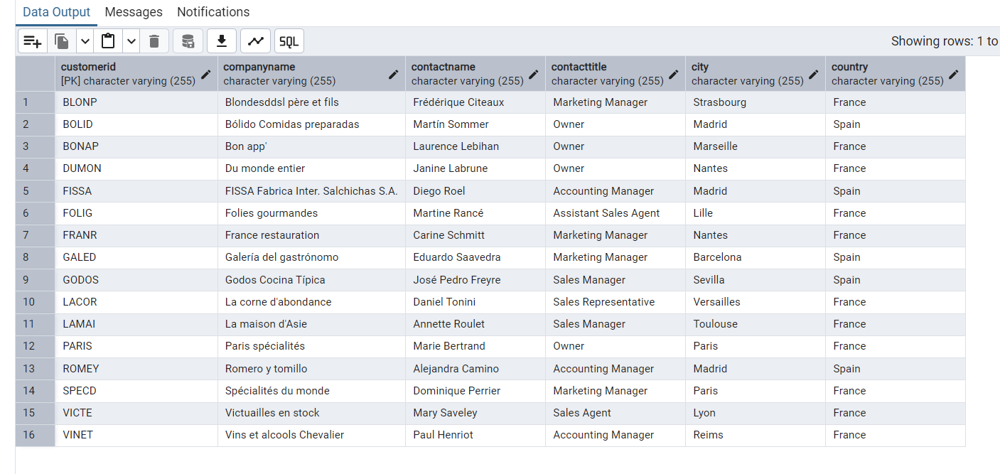 Data Output Messages Notifications
SQL Showing rows: 1 to
customerid companyname contactname contacttitle city country
[PK] character varying (255) character varying (255) character varying (255) character varying (255) character varying (255) character varying (255)
1 BLONP Blondesddsl père et fils Frédérique Citeaux Marketing Manager Strasbourg France
2 BOLID Bólido Comidas preparadas Martín Sommer Owner Madrid Spain
3 BONAP Bon app' Laurence Lebihan Owner Marseille France
4 DUMON Du monde entier Janine Labrune Owner Nantes France
5 FISSA FISSA Fabrica Inter. Salchichas S.A. Diego Roel Accounting Manager Madrid Spain
6 FOLIG Folies gourmandes Martine Rancé Assistant Sales Agent Lille France
7 FRANR France restauration Carine Schmitt Marketing Manager Nantes France
8 GALED Galería del gastrónomo Eduardo Saavedra Marketing Manager Barcelona Spain
9 GODOS Godos Cocina Típica José Pedro Freyre Sales Manager Sevilla Spain
10 LACOR La corne d'abondance Daniel Tonini Sales Representative Versailles France
11 LAMAI La maison d'Asie Annette Roulet Sales Manager Toulouse France
12 PARIS Paris spécialités Marie Bertrand Owner Paris France
13 ROMEY Romero y tomillo Alejandra Camino Accounting Manager Madrid Spain
14 SPECD Spécialités du monde Dominique Perrier Marketing Manager Paris France
15 VICTE Victuailles en stock Mary Saveley Sales Agent Lyon France
16 VINET Vins et alcools Chevalier Paul Henriot Accounting Manager Reims France